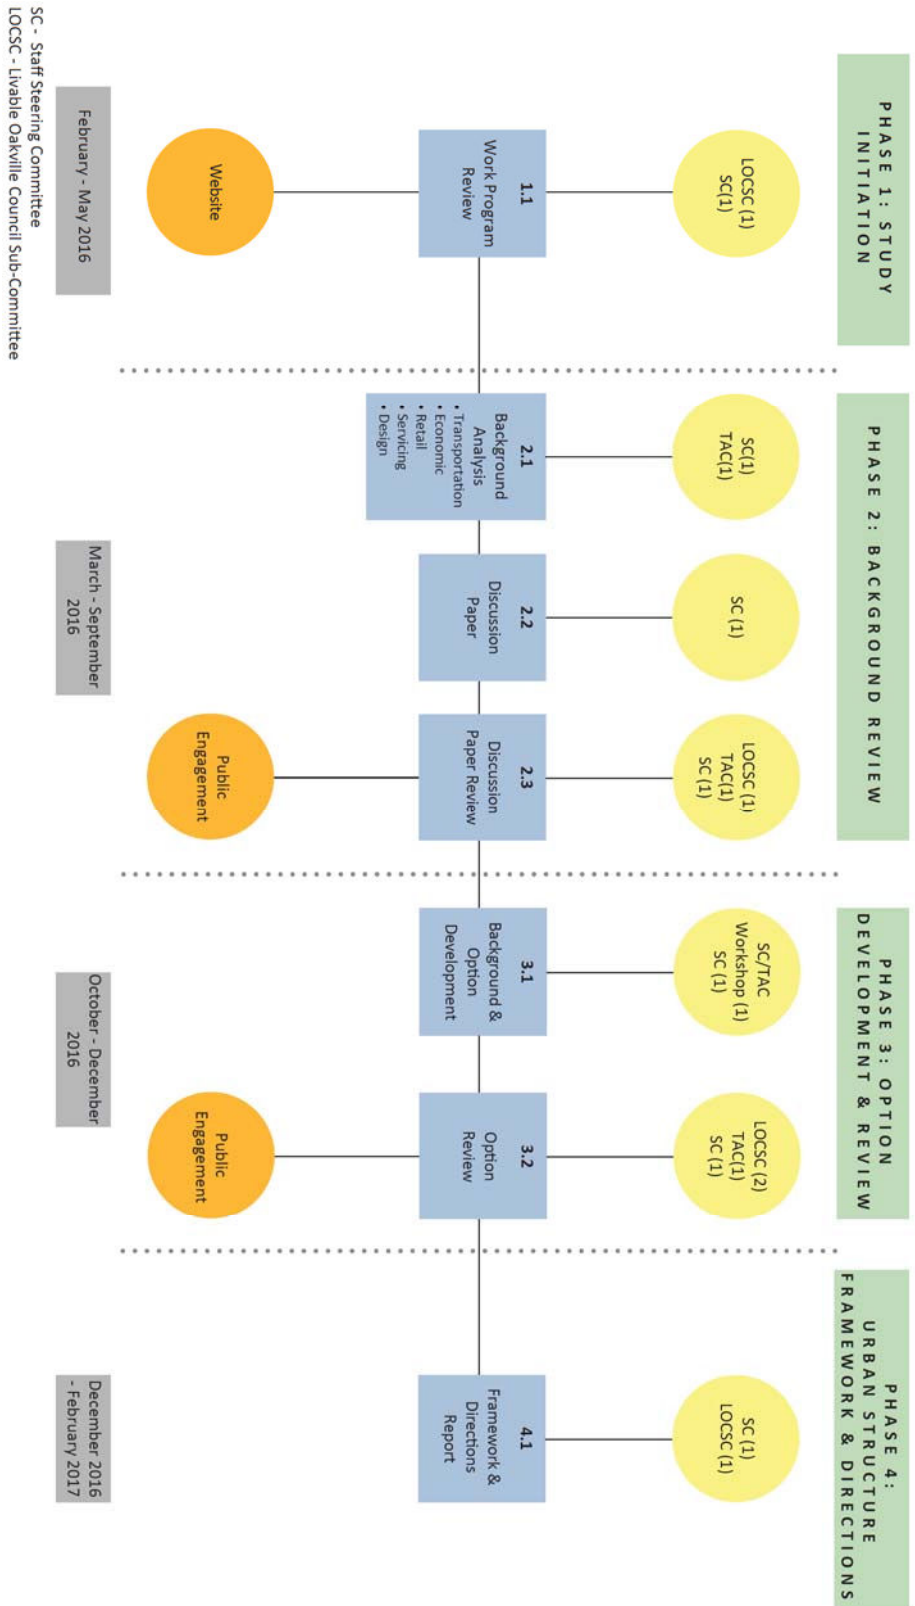 PHASE 1: STUDY
INITIATION
PHASE 2: BACKGROUND REVIEW
PHASE 3: OPTION
DEVELOPMENT & REVIEW
PHASE 4:
URBAN STRUCTURE
FRAMEWORK & DIRECTIONS
LOCSC (1)
SC(1)
SC(1)
TAC(1)
SC (1)
LOCSC (1)
TAC(1)
SC (1)
SC/TAC
Workshop (1)
SC (1)
LOCSC (2)
TAC(1)
SC (1)
SC (1)
LOCSC (1)
1.1
Work Program
Review
2.1
Background
Analysis
• Transportation
• Economic
• Retail
• Servicing
• Design
2.2
Discussion
Paper
2.3
Discussion
Paper Review
3.1
Background &
Option
Development
3.2
Option
Review
4.1
Framework &
Directions
Report
Website
Public
Engagement
Public
Engagement
February - May 2016
March - September
2016
October - December
2016
December 2016
- February 2017
SC - Staff Steering Committee
LOCSC - Livable Oakville Council Sub-Committee